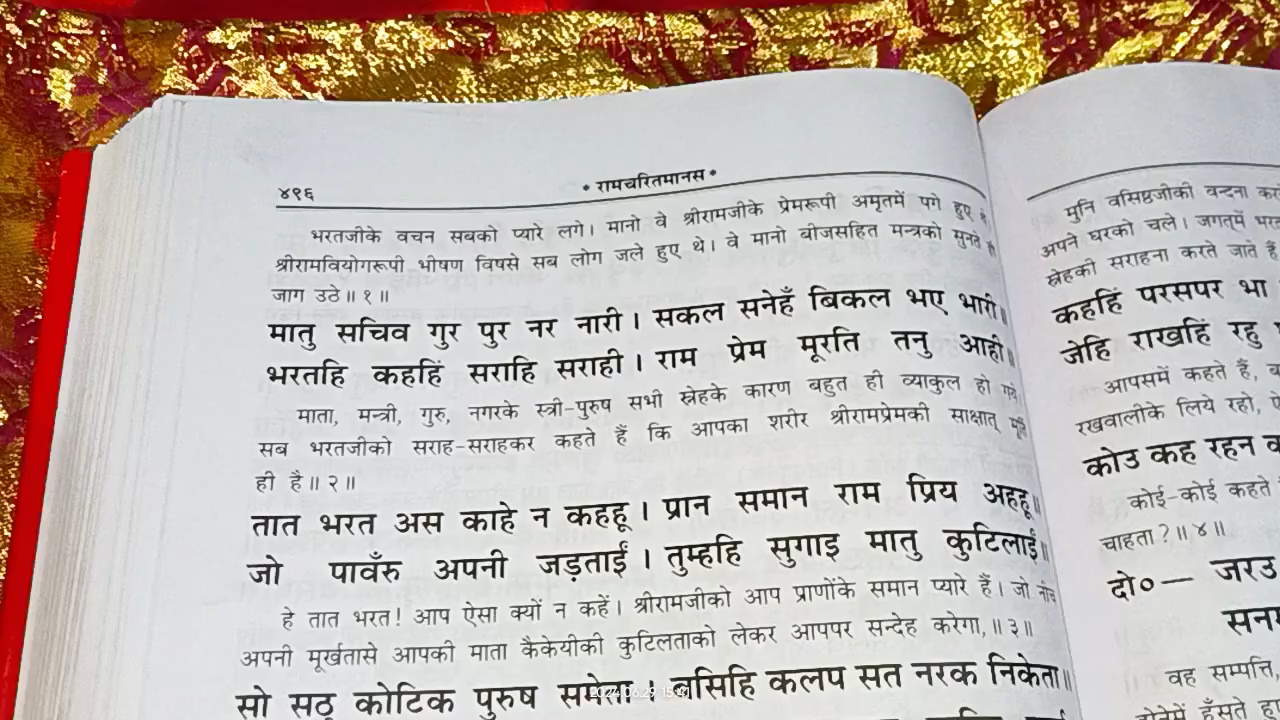 ४९६
* रामचरितमानस *
भरतजीके वचन सबको प्यारे लगे। मानो वे श्रीरामजीके प्रेमरूपी अमृतमें पगे हुए
श्रीरामवियोगरूपी भीषण विषसे सब लोग जले हुए थे। वे मानो बीजसहित मन्त्रको सुनते ही
जाग उठे॥ १॥
मातु सचिव गुर पुर नर नारी। सकल सनेहँ बिकल भए भारी॥
भरतहि कहहिं सराहि सराही। राम प्रेम मूरति तनु आही॥
माता, मन्त्री, गुरु, नगरके स्त्री-पुरुष सभी स्नेहके कारण बहुत ही व्याकुल हो गये
सब भरतजीको सराह-सराहकर कहते हैं कि आपका शरीर श्रीरामप्रेमकी साक्षात्
ही है॥ २॥
तात भरत अस काहे न कहहू। प्रान समान राम प्रिय अहहू॥
जो पावँरु अपनी जड़ताईं। तुम्हहि सुगाइ मातु कुटिलाईं॥
हे तात भरत! आप ऐसा क्यों न कहें। श्रीरामजीको आप प्राणोंके समान प्यारे हैं। जो नीच
अपनी मूर्खतासे आपकी माता कैकेयीकी कुटिलताको लेकर आपपर सन्देह करेगा,॥ ३॥
सो सठु कोटिक पुरुष समेता। बसिहि कलप सत नरक निकेता॥
मुनि वसिष्ठजीकी वन्दना
अपने घरको चले। जगत्‌में
स्नेहकी सराहना करते जाते हैं
कहहिं परसपर भा
जेहि राखहिं रहु
आपसमें कहते हैं,
रखवालीके लिये रहो,
कोउ कह रहन
कोई-कोई कहते
चाहता?॥ ४॥
दो०— जरउ
वह सम्पत्ति,
हँसते
2024.06.29